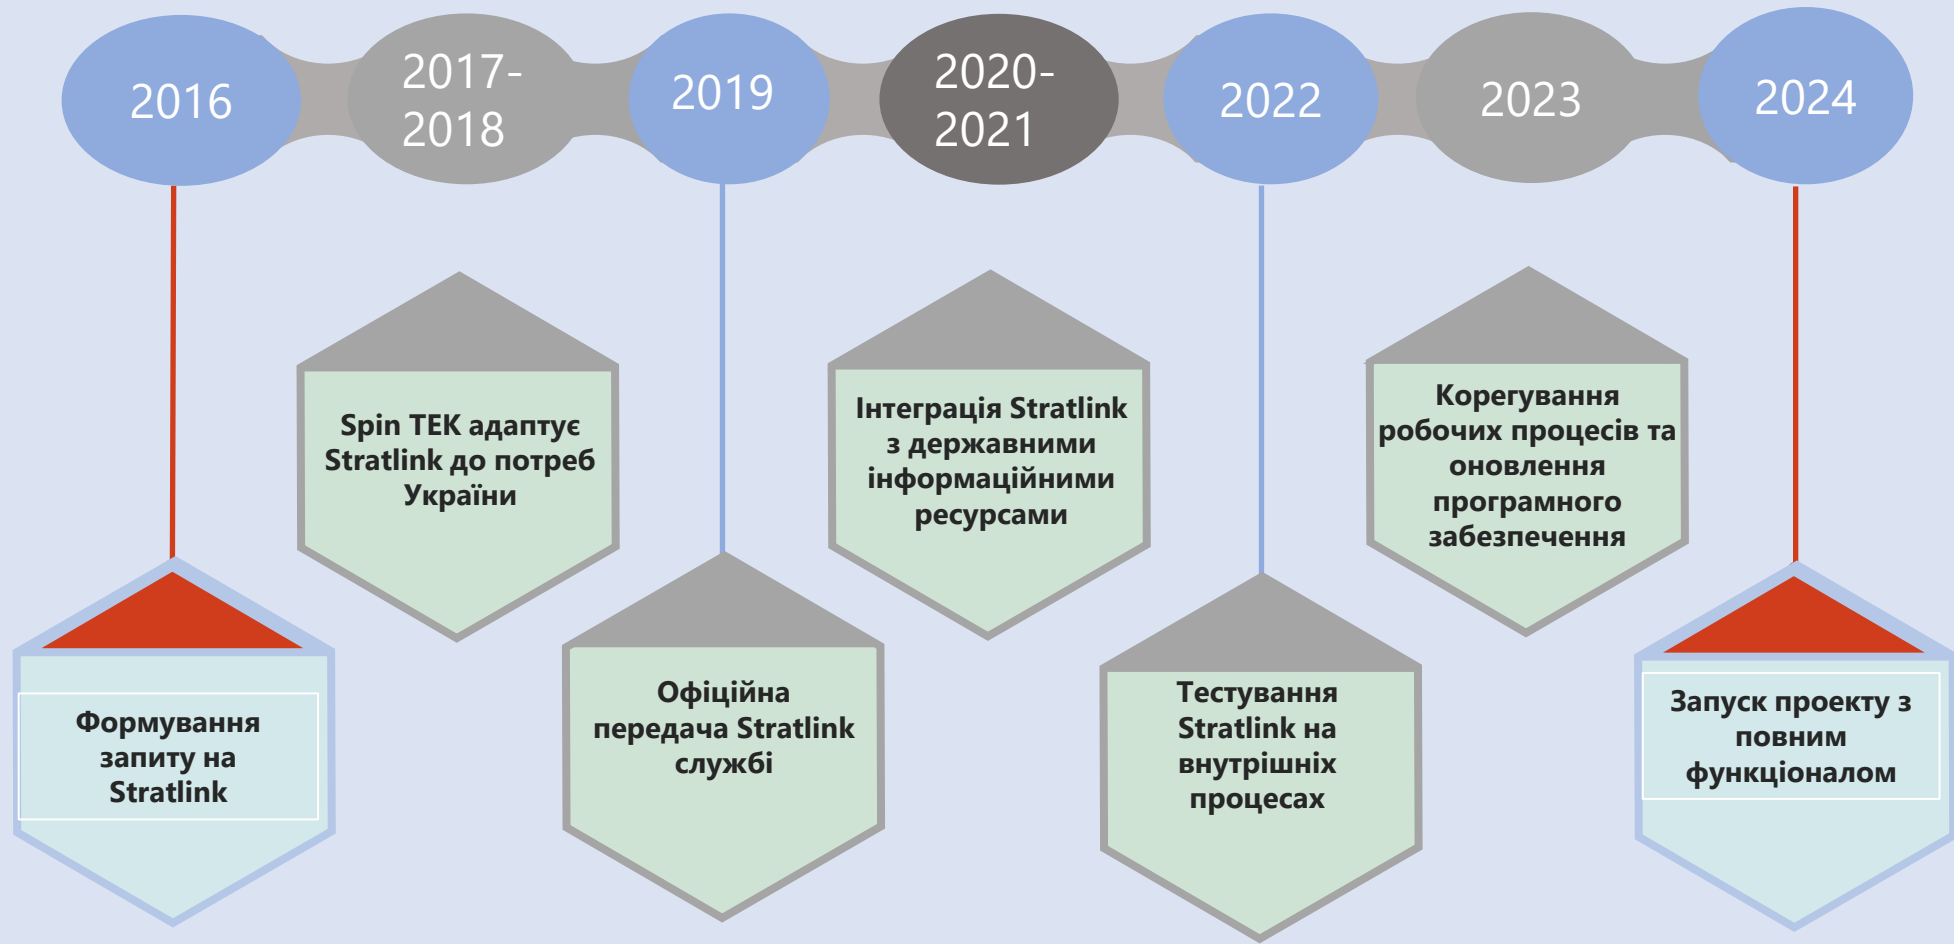 2016
2017-
2018
2019
2020-
2021
2022
2023
2024
Формування
запиту на
Stratlink
Spin TEK адаптує
Stratlink до потреб
України
Офіційна
передача Stratlink
службі
Інтеграція Stratlink
з державними
інформаційними
ресурсами
Тестування
Stratlink на
внутрішніх
процесах
Корегування
робочих процесів та
оновлення
програмного
забезпечення
Запуск проекту з
повним
функціоналом